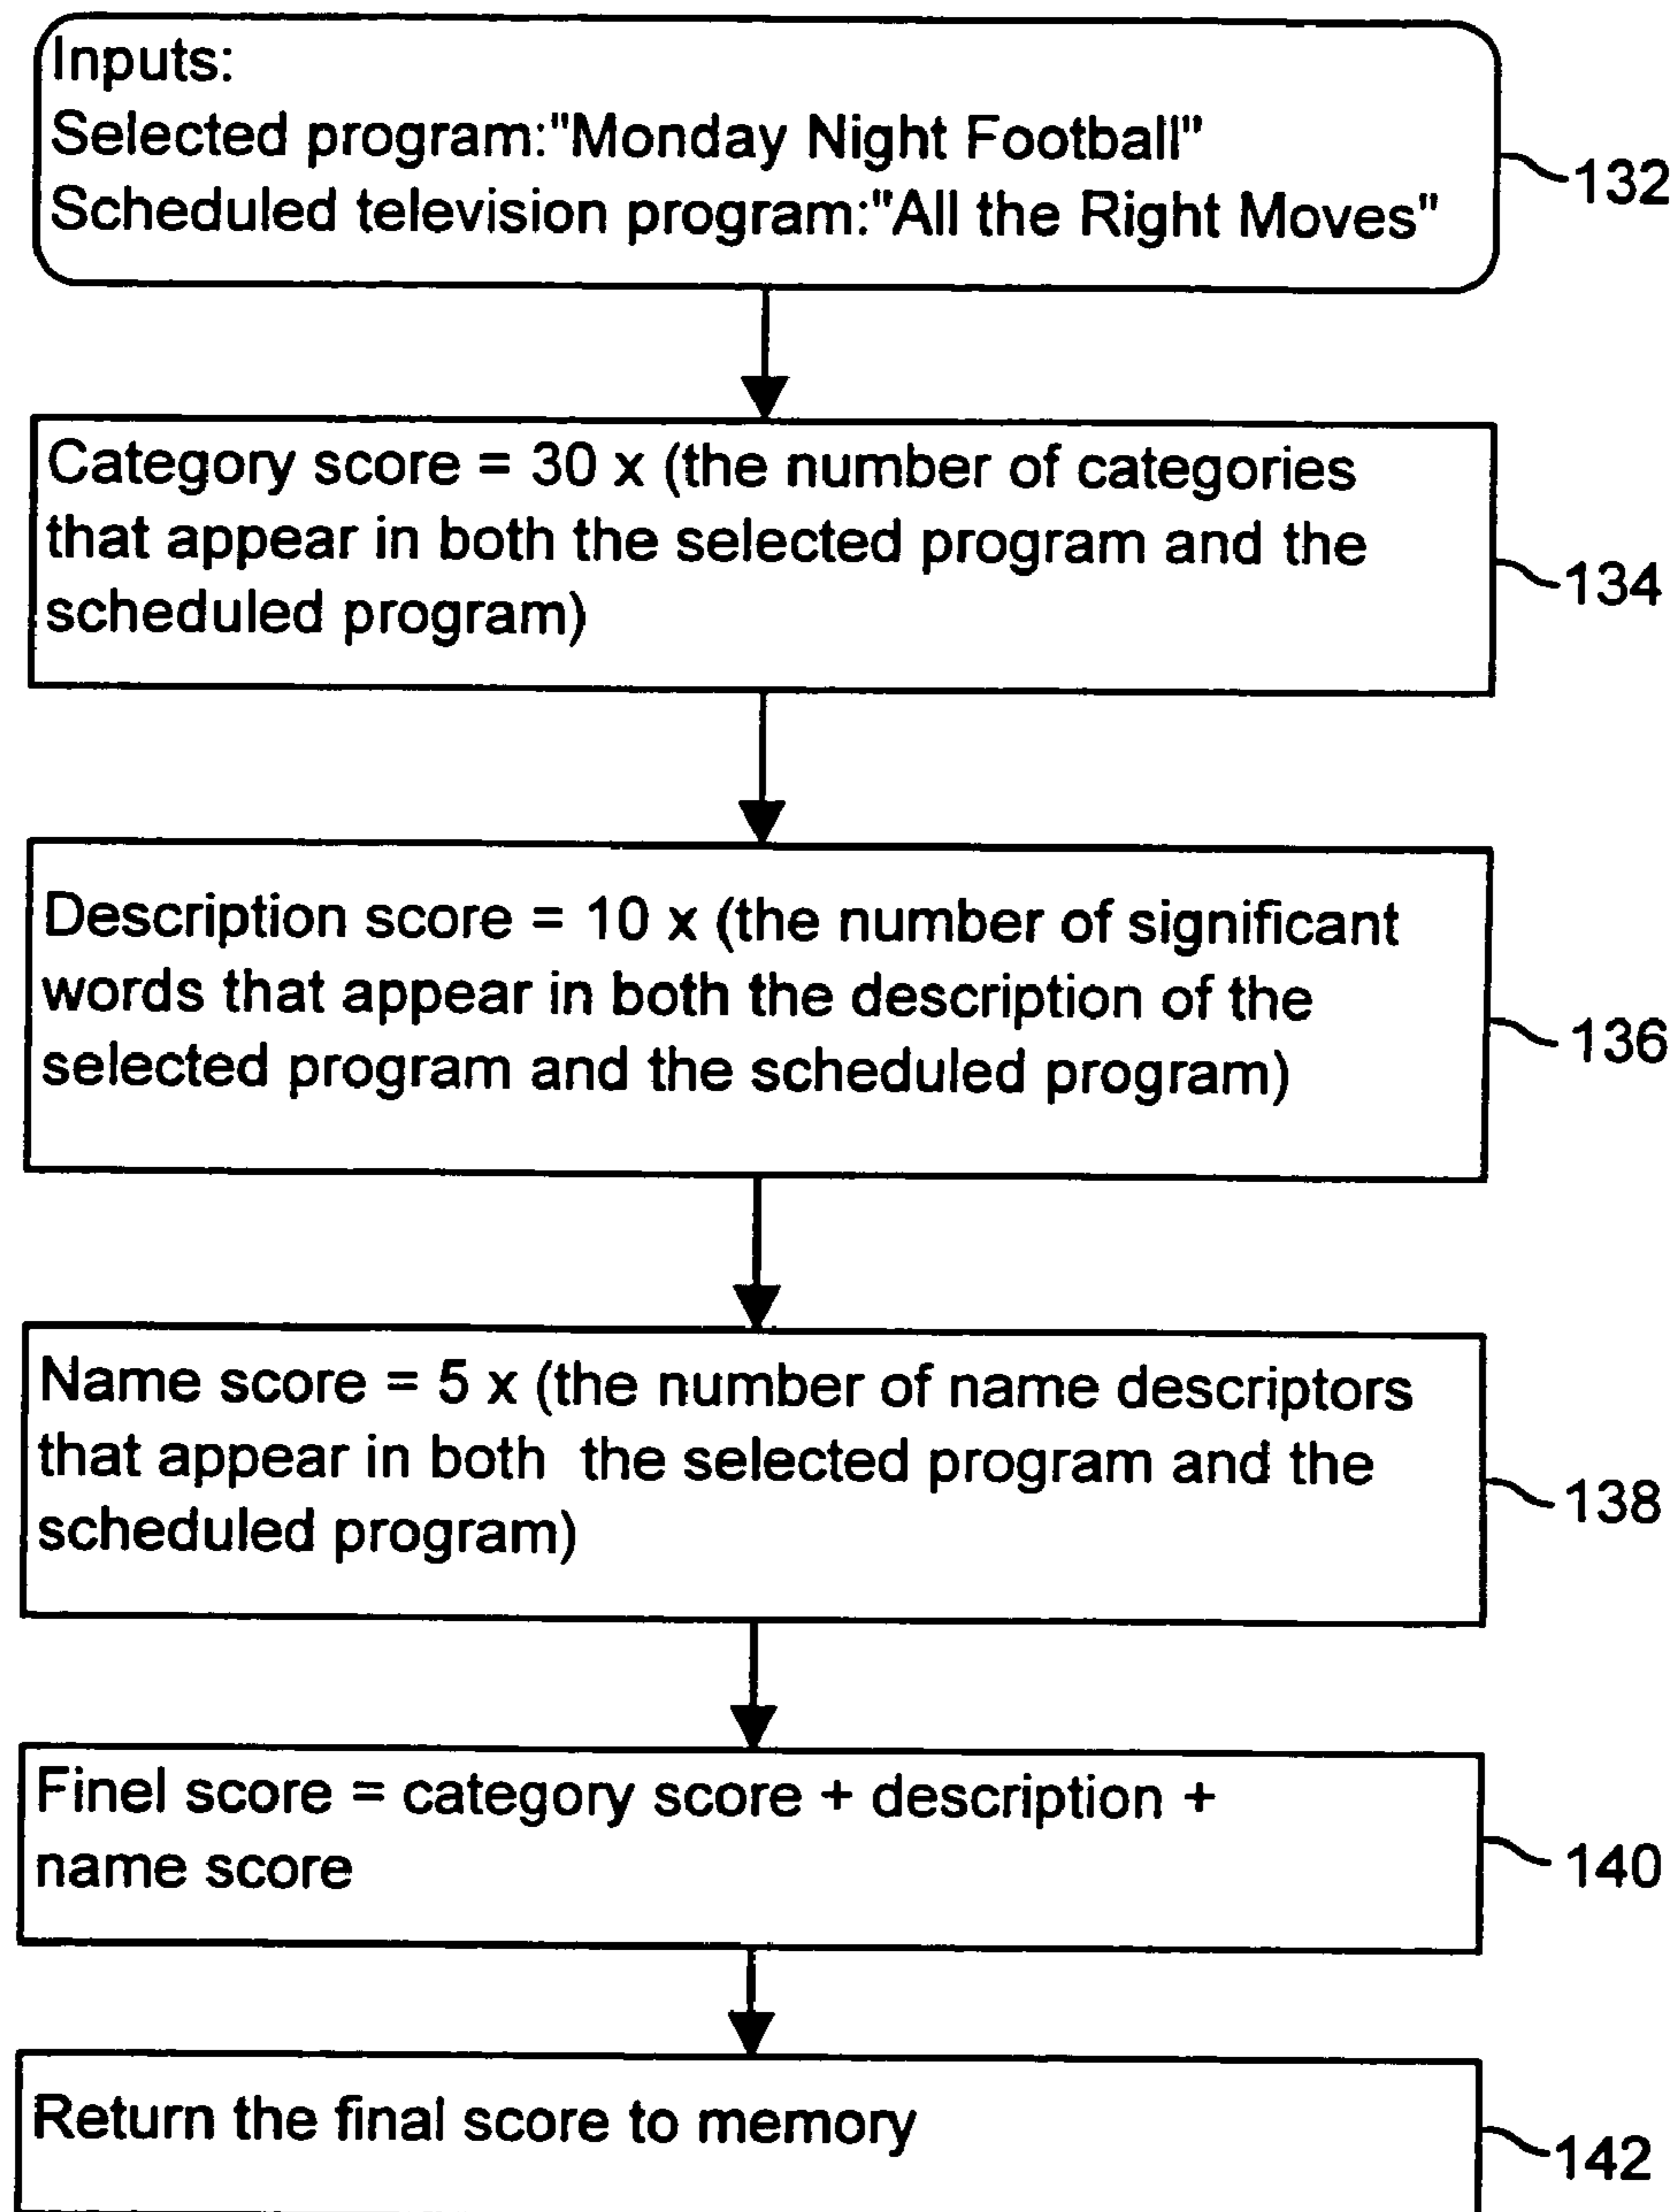 Inputs:
Selected program:"Monday Night Football"
Scheduled television program:"All the Right Moves"
132
Category score = 30 x (the number of categories
that appear in both the selected program and the
scheduled program)
134
Description score = 10 x (the number of significant
words that appear in both the description of the
selected program and the scheduled program)
136
Name score = 5 x (the number of name descriptors
that appear in both the selected program and the
scheduled program)
138
Finel score = category score + description +
name score
140
Return the final score to memory
142